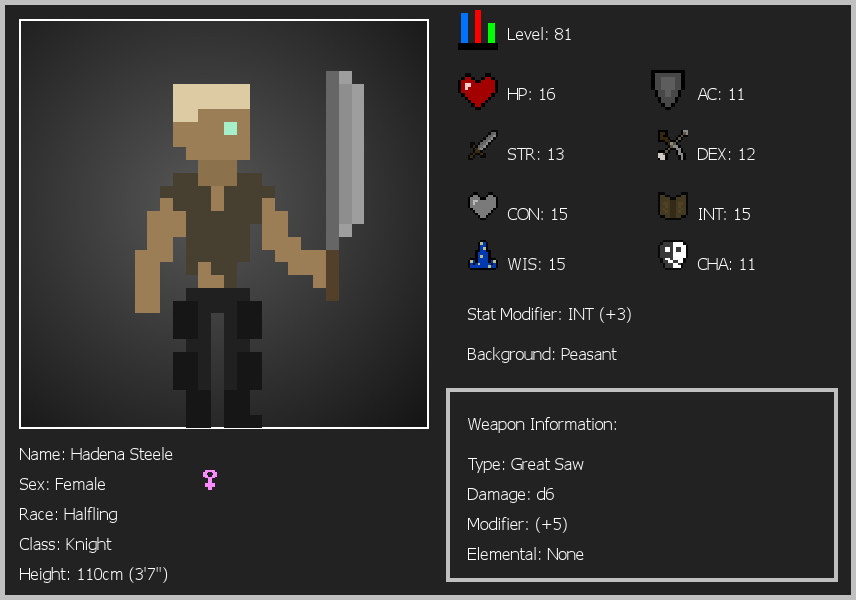 Level: 81
HP: 16
AC: 11
STR: 13
DEX: 12
CON: 15
INT: 15
WIS: 15
CHA: 11
Stat Modifier: INT (+3)
Background: Peasant
Weapon Information:
Type: Great Saw
Damage: d6
Modifier: (+5)
Elemental: None
Name: Hadena Steele
Sex: Female
Race: Halfling
Class: Knight
Height: 110cm (3'7")